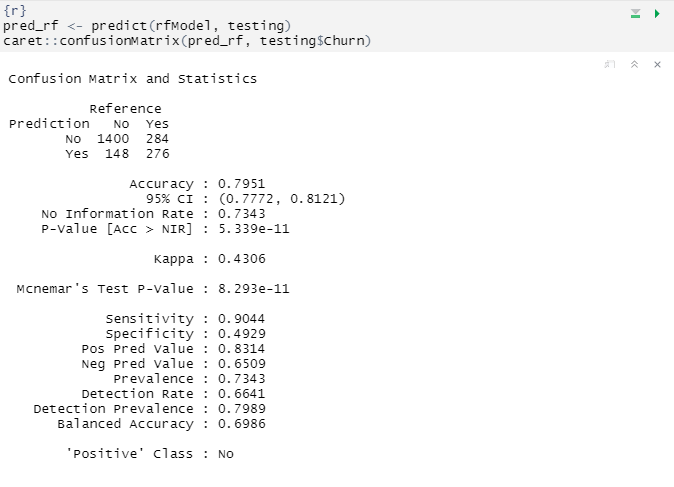 {r}
pred_rf <- predict(rfModel, testing)
caret::confusionMatrix(pred_rf, testing$Churn)
Confusion Matrix and Statistics
Reference
Prediction No Yes
No 1400 284
Yes 148 276
Accuracy : 0.7951
95% CI : (0.7772, 0.8121)
No Information Rate : 0.7343
P-Value [Acc > NIR] : 5.339e-11
Kappa : 0.4306
Mcnemar's Test P-Value : 8.293e-11
Sensitivity : 0.9044
Specificity : 0.4929
Pos Pred Value : 0.8314
Neg Pred Value : 0.6509
Prevalence : 0.7343
Detection Rate : 0.6641
Detection Prevalence : 0.7989
Balanced Accuracy : 0.6986
'Positive' Class : No